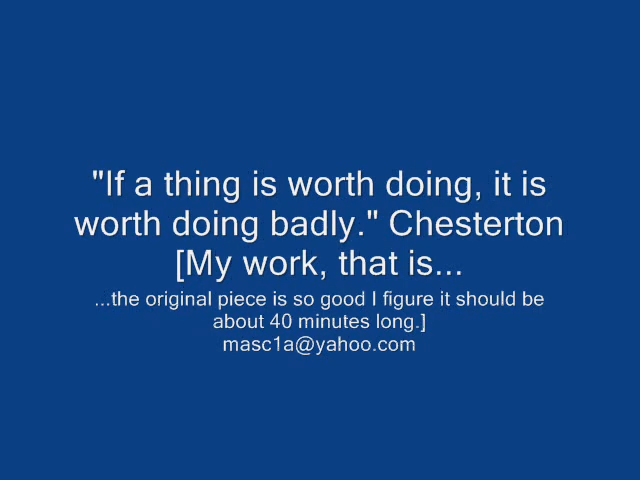 "If a thing is worth doing, it is
worth doing badly." Chesterton
[My work, that is...
...the original piece is so good I figure it should be
about 40 minutes long.]
masc1a@yahoo.com